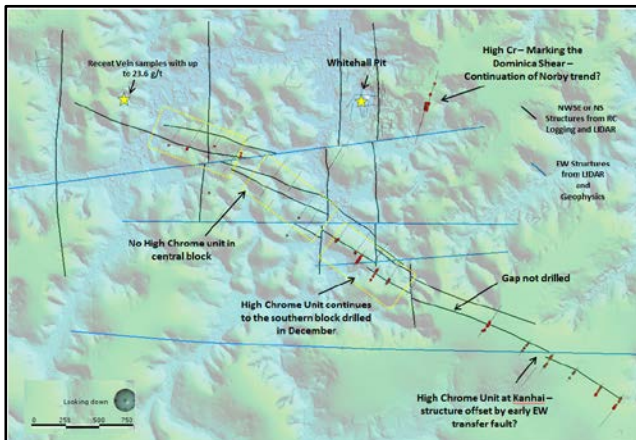 High Cr – Marking the
Dominica Shear –
Continuation of Norby trend?
Recent Vein samples with up
to 23.6 g/t
Whitehall Pit
NWSE or NS
Structures from RC
Logging and LIDAR
EW Structures
from LIDAR
and
Geophysics
No High Chrome unit in
central block
Gap not drilled
High Chrome Unit continues
to the southern block drilled
in December.
High Chrome Unit at Kanhai –
structure offset by early EW
transfer fault?
Looking down
0 250 500 750